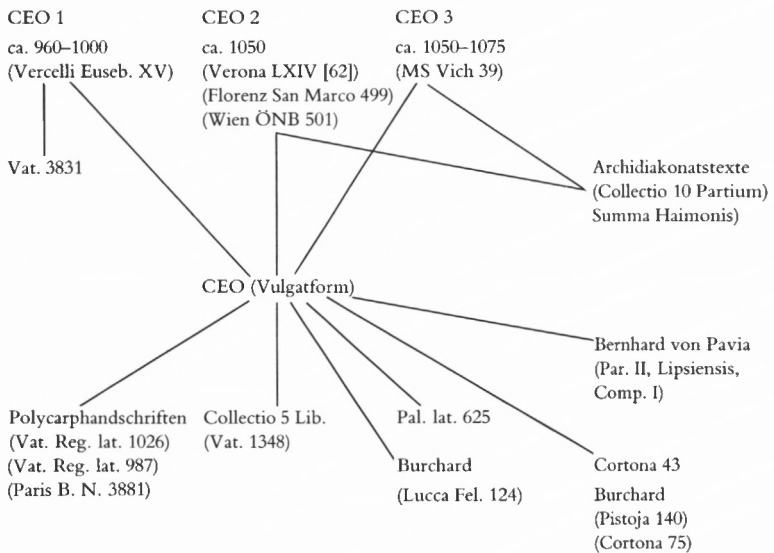 CEO 1
ca. 960–1000
(Vercelli Euseb. XV)
CEO 2
ca. 1050
(Verona LXIV [62])
(Florenz San Marco 499)
(Wien ÖNB 501)
CEO 3
ca. 1050–1075
(MS Vich 39)
Vat. 3831
Archidiakonatstexte
(Collectio 10 Partium)
Summa Haimonis)
CEO (Vulgatform)
Bernhard von Pavia
(Par. II, Lipsiensis,
Comp. I)
Polycarphandschriften
(Vat. Reg. lat. 1026)
(Vat. Reg. lat. 987)
(Paris B. N. 3881)
Collectio 5 Lib.
(Vat. 1348)
Pal. lat. 625
Burchard
(Lucca Fel. 124)
Cortona 43
Burchard
(Pistoja 140)
(Cortona 75)